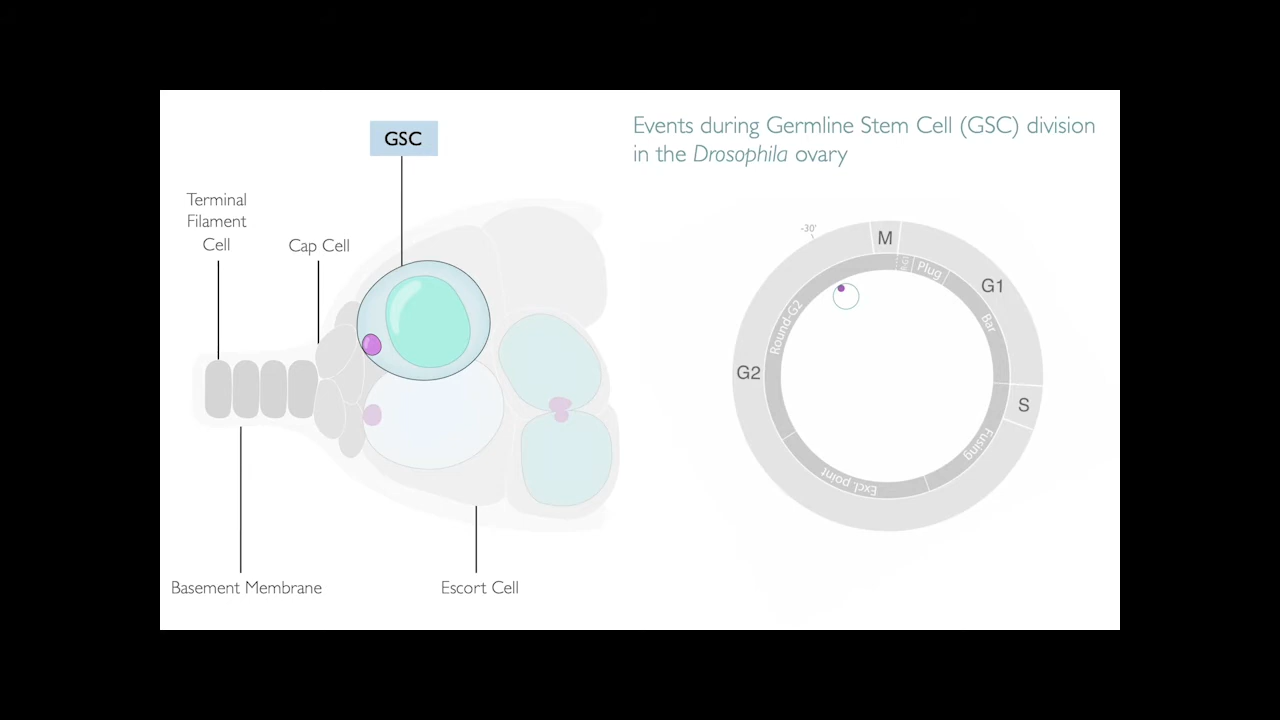 Events during Germline Stem Cell (GSC) division
in the Drosophila ovary
GSC
Terminal
Filament
Cell
Cap Cell
Basement Membrane
Escort Cell
-30'
M
G1
S
G2
Plug
Bar
Fusing
Excl. point
Round-G2